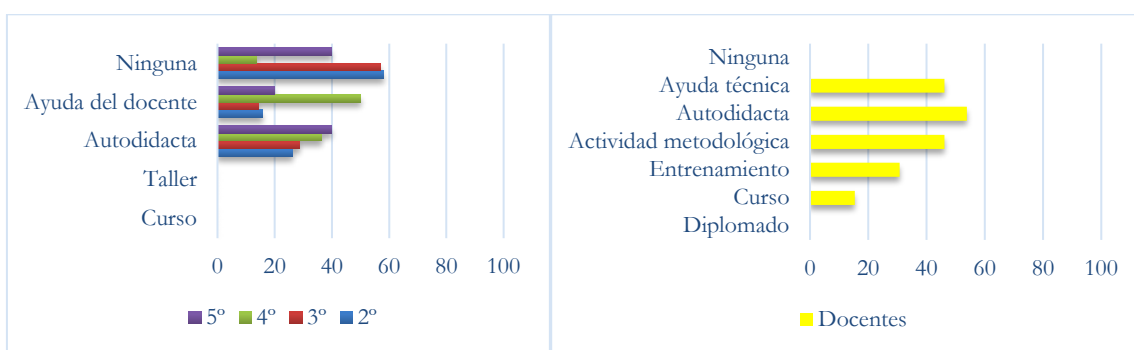 Ninguna
Ayuda del docente
Autodidacta
Taller
Curso
0 20 40 60 80 100
5º 4º 3º 2º
Ninguna
Ayuda técnica
Autodidacta
Actividad metodológica
Entrenamiento
Curso
Diplomado
0 20 40 60 80 100
Docentes